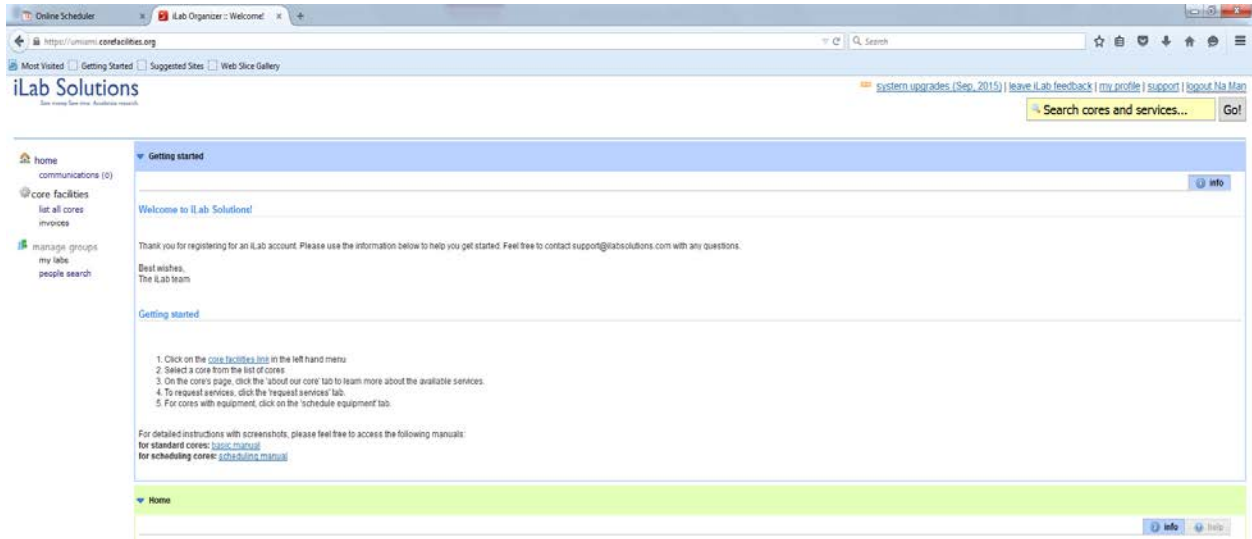 Online Scheduler x iLab Organizer :: Welcome! x +
https://umiami.corefacilities.org Search
Most Visited Getting Started Suggested Sites Web Slice Gallery
iLab Solutions
system upgrades (Sep, 2015) | leave iLab feedback | my profile | support | logout Na Man
Search cores and services... Go!
home
communications (0)
core facilities
list all cores
invoices
manage groups
my labs
people search
Getting started
info
Welcome to iLab Solutions!
Thank you for registering for an iLab account. Please use the information below to help you get started. Feel free to contact support@ilabsolutions.com with any questions.
Best wishes,
The iLab team
Getting started
1. Click on the core facilities link in the left hand menu
2. Select a core from the list of cores
3. On the core's page, click the 'about our core' tab to learn more about the available services.
4. To request services, click the 'request services' tab.
5. For cores with equipment, click on the 'schedule equipment' tab.
For detailed instructions with screenshots, please feel free to access the following manuals:
for standard cores: basic manual
for scheduling cores: scheduling manual
Home
info help